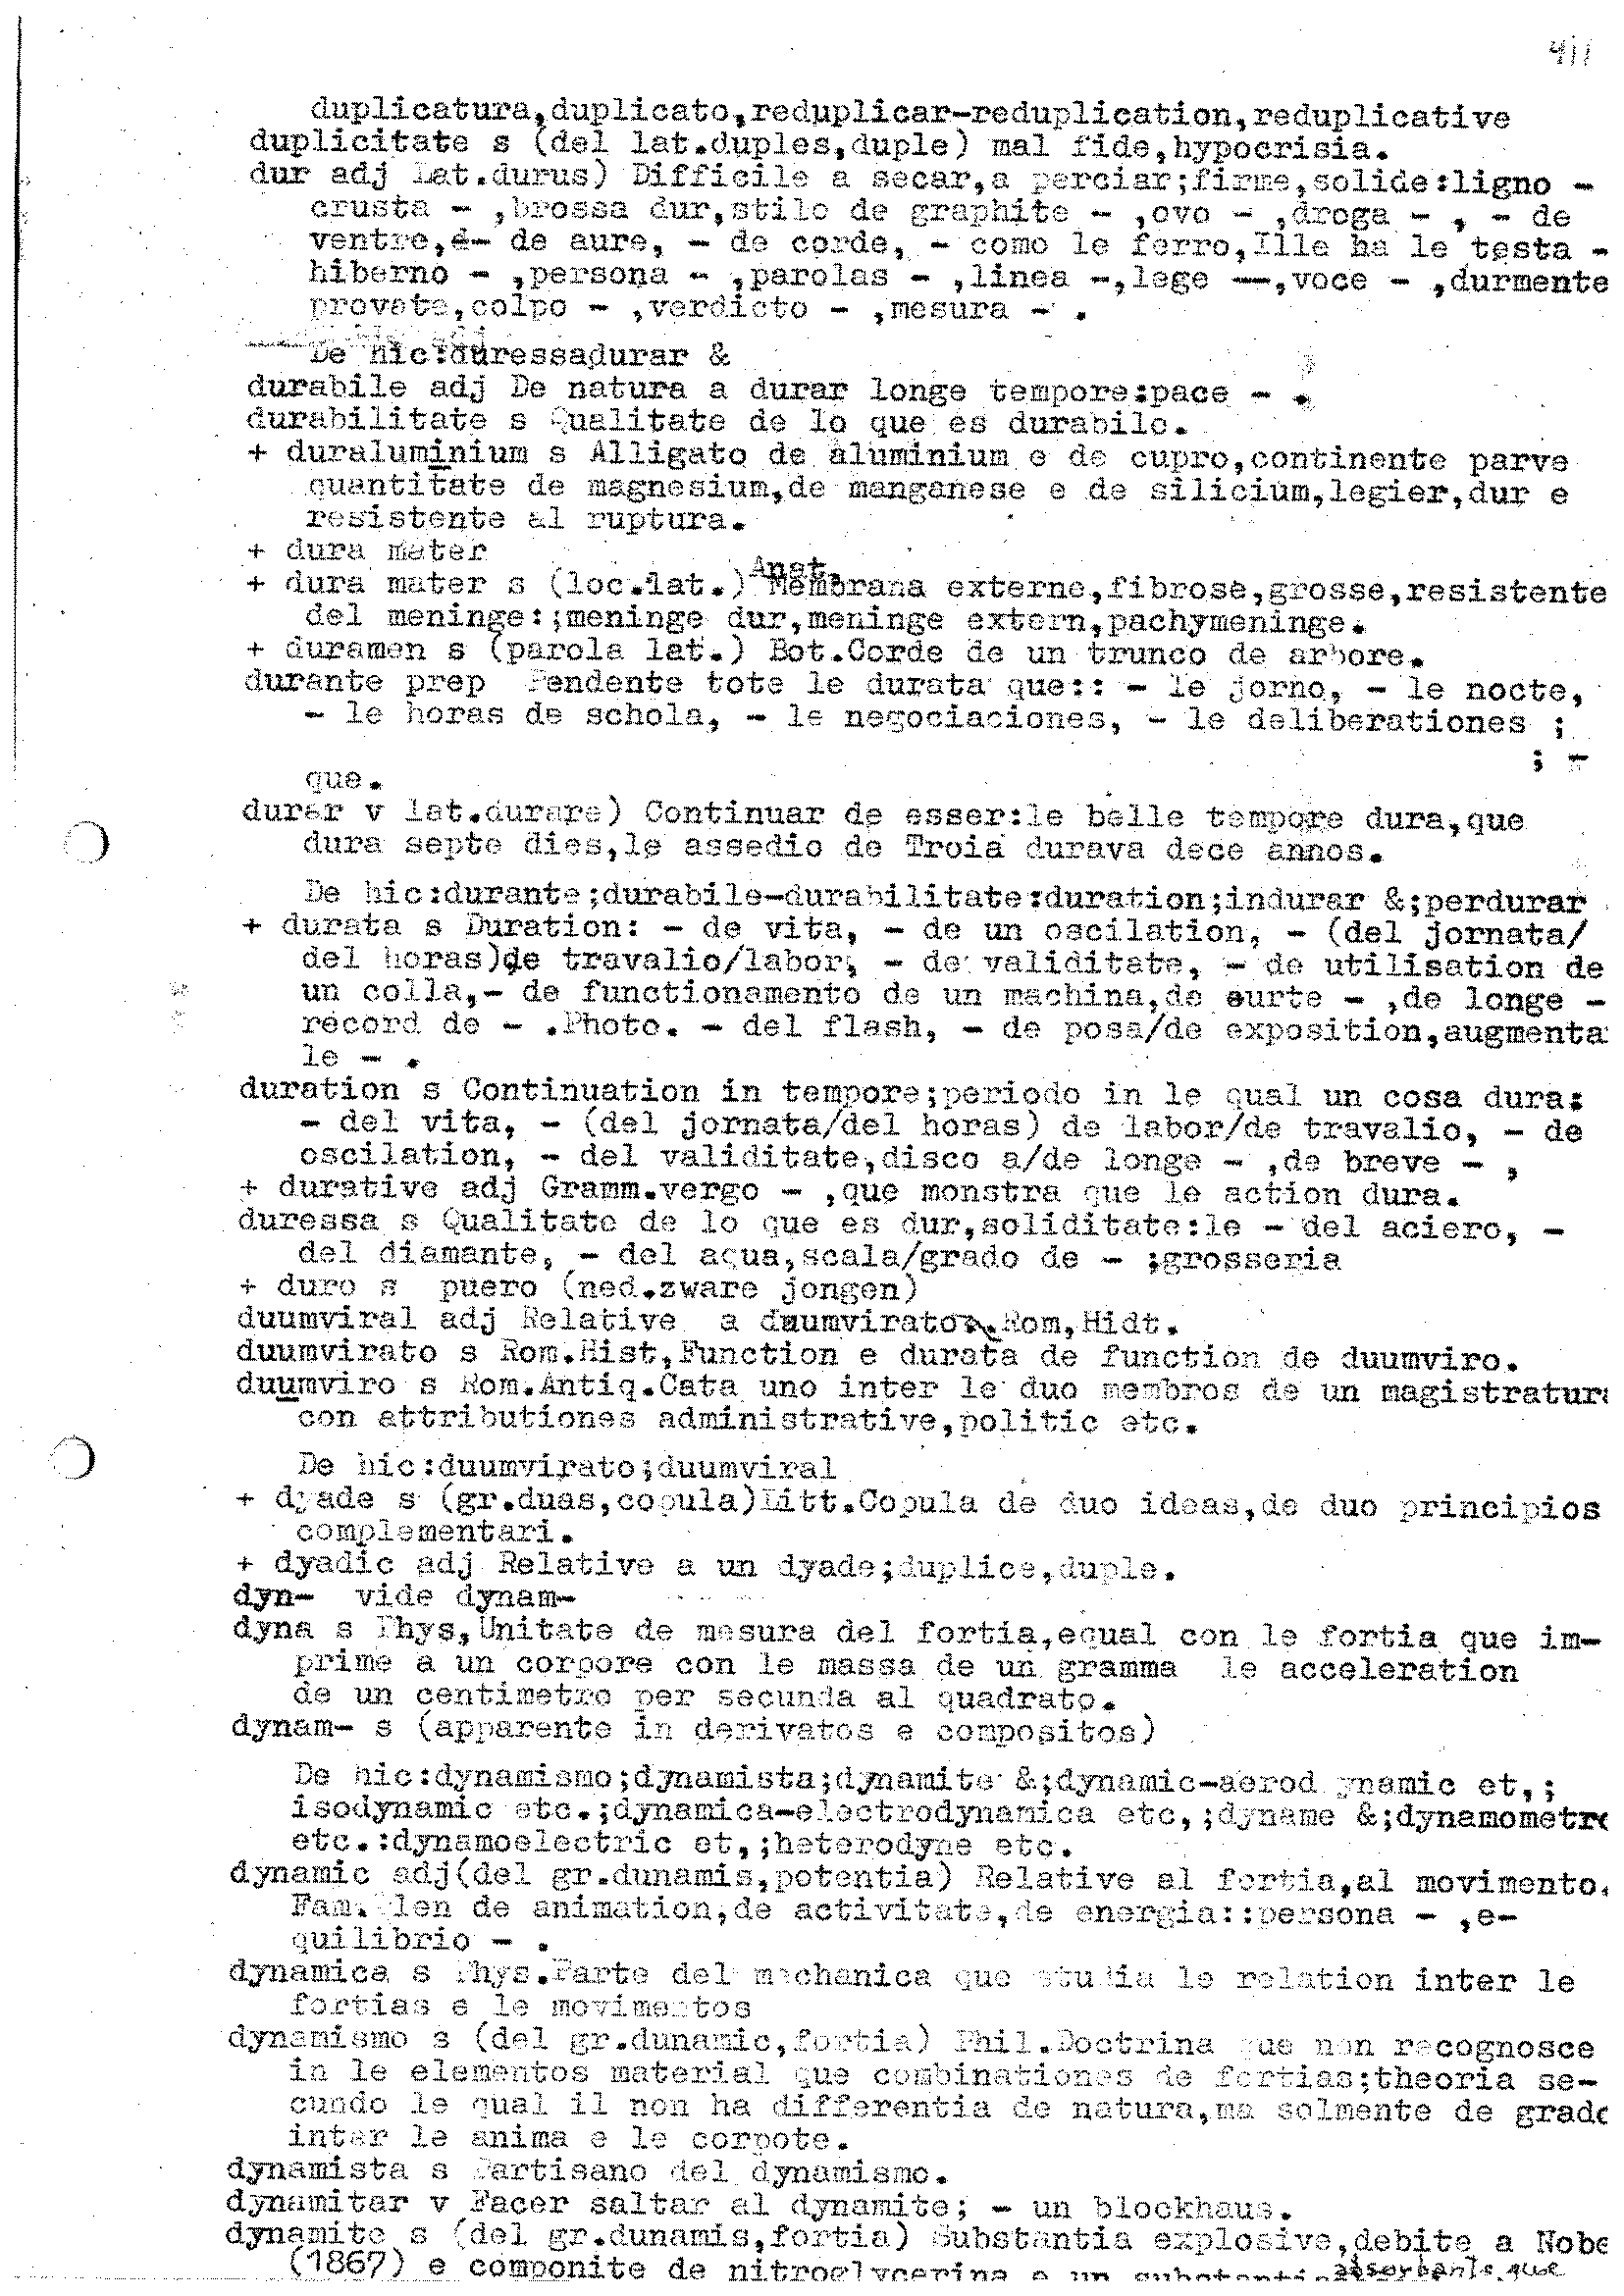 411
duplicatura,duplicato,reduplicar-reduplication,reduplicative
duplicitate s (del lat.duples,duple) mal fide,hypocrisia.
dur adj Lat.durus) Difficile a secar,a perciar;firme,solide:ligno -
crusta - ,brossa dur,stilo de graphite - ,ovo - ,droga - , - de
ventre,d- de aure, - de corde, - como le ferro,Ille ha le testa -
hiberno - ,persona - ,parolas - ,linea -,lege -,voce - ,durmente
provate,colpo - ,verdicto - ,mesura - .
De hic:duressadurar &
durabile adj De natura a durar longe tempore:pace - .
durabilitate s Qualitate de lo que es durabile.
+ duraluminium s Alligato de aluminium e de cupro,continente parve
quantitate de magnesium,de manganese e de silicium,legier,dur e
resistente al ruptura.
+ dura mater
+ dura mater s (loc.lat.) Anat. Membrana externe,fibrose,grosse,resistente
del meninge:;meninge dur,meninge extern,pachymeninge.
+ duramen s (parola lat.) Bot.Corde de un trunco de arbore.
durante prep Pendente tote le durata que:: - le jorno, - le nocte,
- le horas de schola, - le negociaciones, - le deliberationes ;
; -
que.
durar v lat.durare) Continuar de esser:le belle tempore dura,que
dura septe dies,le assedio de Troia durava dece annos.
De hic:durante;durabile-durabilitate:duration;indurar &;perdurar
+ durata s Duration: - de vita, - de un oscilation, - (del jornata/
del horas)de travalio/labor, - de validitate, - de utilisation de
un colla,- de functionamento de un machina,de curte - ,de longe -
record de - .Photo. - del flash, - de posa/de exposition,augmenta
le - .
duration s Continuation in tempore;periodo in le qual un cosa dura:
- del vita, - (del jornata/del horas) de labor/de travalio, - de
oscilation, - del validitate,disco a/de longe - ,de breve - ,
+ durative adj Gramm.vergo - ,que monstra que le action dura.
duressa s Qualitate de lo que es dur,soliditate:le - del aciero, -
del diamante, - del aqua,scala/grado de - ;grosseria
+ duro s puero (ned.zware jongen)
duumviral adj Relative a duumvirato.Rom,Hidt.
duumvirato s Rom.Hist,Function e durata de function de duumviro.
duumviro s Rom.Antiq.Cata uno inter le duo membros de un magistratura
con attributiones administrative,politic etc.
De hic:duumvirato;duumviral
+ dyade s (gr.duas,copula)Litt.Copula de duo ideas,de duo principios
complementari.
+ dyadic adj Relative a un dyade;duplice,duple.
dyn- vide dynam-
dyna s Phys,Unitate de mesura del fortia,equal con le fortia que im-
prime a un corpore con le massa de un gramma le acceleration
de un centimetro per secunda al quadrato.
dynam- s (apparente in derivatos e compositos)
De hic:dynamismo;dynamista;dynamite &;dynamic-aerod ynamic et,;
isodynamic etc.;dynamica-electrodynamica etc,;dyname &;dynamometro
etc.:dynamoelectric et,;heterodyne etc.
dynamic adj(del gr.dunamis,potentia) Relative al fortia,al movimento.
Fam. Plen de animation,de activitate,de energia::persona - ,e-
quilibrio - .
dynamica s Phys.Parte del mechanica que studia le relation inter le
fortias e le movimentos
dynamismo s (del gr.dunamic,fortia) Phil.Doctrina que non recognosce
in le elementos material que combinationes de fortias;theoria se-
cundo le qual il non ha differentia de natura,ma solmente de grado
inter le anima e le corpote.
dynamista s Partisano del dynamismo.
dynamitar v Facer saltar al dynamite; - un blockhaus.
dynamite s (del gr.dunamis,fortia) Substantia explosive,debite a Nobe
(1867) e componite de nitroglycerina e un substantia absorbante que